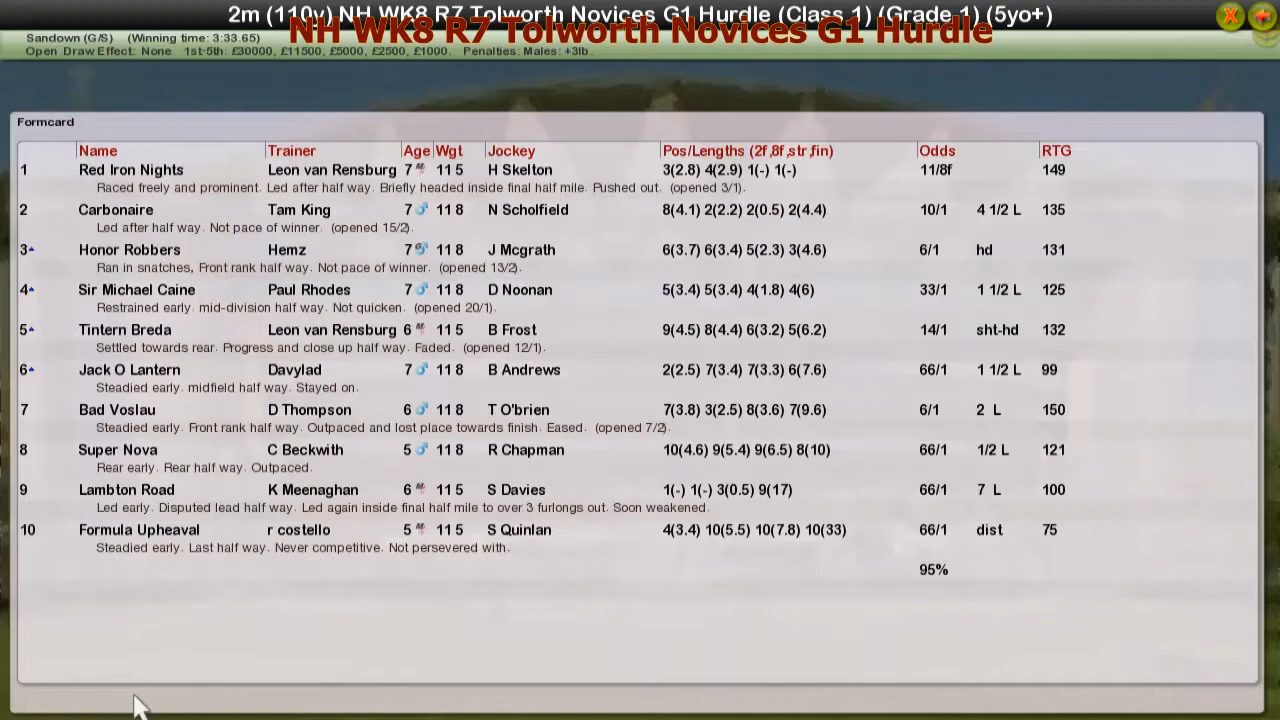 2m (110y) NH WK8 R7 Tolworth Novices G1 Hurdle (Class 1) (Grade 1) (5yo+)
NH WK8 R7 Tolworth Novices G1 Hurdle
Sandown (G/S) (Winning time: 3:33.65)
Open Draw Effect: None 1st-5th: £30000, £11500, £5000, £2500, £1000. Penalties: Males: +3lb.
Formcard
Name Trainer Age Wgt Jockey Pos/Lengths (2f,8f,str,fin) Odds RTG
1 Red Iron Nights Leon van Rensburg 7 11 5 H Skelton 3(2.8) 4(2.9) 1(-) 1(-) 11/8f 149
Raced freely and prominent. Led after half way. Briefly headed inside final half mile. Pushed out. (opened 3/1).
2 Carbonaire Tam King 7 11 8 N Scholfield 8(4.1) 2(2.2) 2(0.5) 2(4.4) 10/1 4 1/2 L 135
Led after half way. Not pace of winner. (opened 15/2).
3 Honor Robbers Hemz 7 11 8 J Mcgrath 6(3.7) 6(3.4) 5(2.3) 3(4.6) 6/1 hd 131
Ran in snatches, Front rank half way. Not pace of winner. (opened 13/2).
4 Sir Michael Caine Paul Rhodes 7 11 8 D Noonan 5(3.4) 5(3.4) 4(1.8) 4(6) 33/1 1 1/2 L 125
Restrained early. mid-division half way. Not quicken. (opened 20/1).
5 Tintern Breda Leon van Rensburg 6 11 5 B Frost 9(4.5) 8(4.4) 6(3.2) 5(6.2) 14/1 sht-hd 132
Settled towards rear. Progress and close up half way. Faded. (opened 12/1).
6 Jack O Lantern Davylad 7 11 8 B Andrews 2(2.5) 7(3.4) 7(3.3) 6(7.6) 66/1 1 1/2 L 99
Steadied early. midfield half way. Stayed on.
7 Bad Voslau D Thompson 6 11 8 T O'brien 7(3.8) 3(2.5) 8(3.6) 7(9.6) 6/1 2 L 150
Steadied early. Front rank half way. Outpaced and lost place towards finish. Eased. (opened 7/2).
8 Super Nova C Beckwith 5 11 8 R Chapman 10(4.6) 9(5.4) 9(6.5) 8(10) 66/1 1/2 L 121
Rear early. Rear half way. Outpaced.
9 Lambton Road K Meenaghan 6 11 5 S Davies 1(-) 1(-) 3(0.5) 9(17) 66/1 7 L 100
Led early. Disputed lead half way. Led again inside final half mile to over 3 furlongs out. Soon weakened.
10 Formula Upheaval r costello 5 11 5 S Quinlan 4(3.4) 10(5.5) 10(7.8) 10(33) 66/1 dist 75
Steadied early. Last half way. Never competitive. Not persevered with.
95%